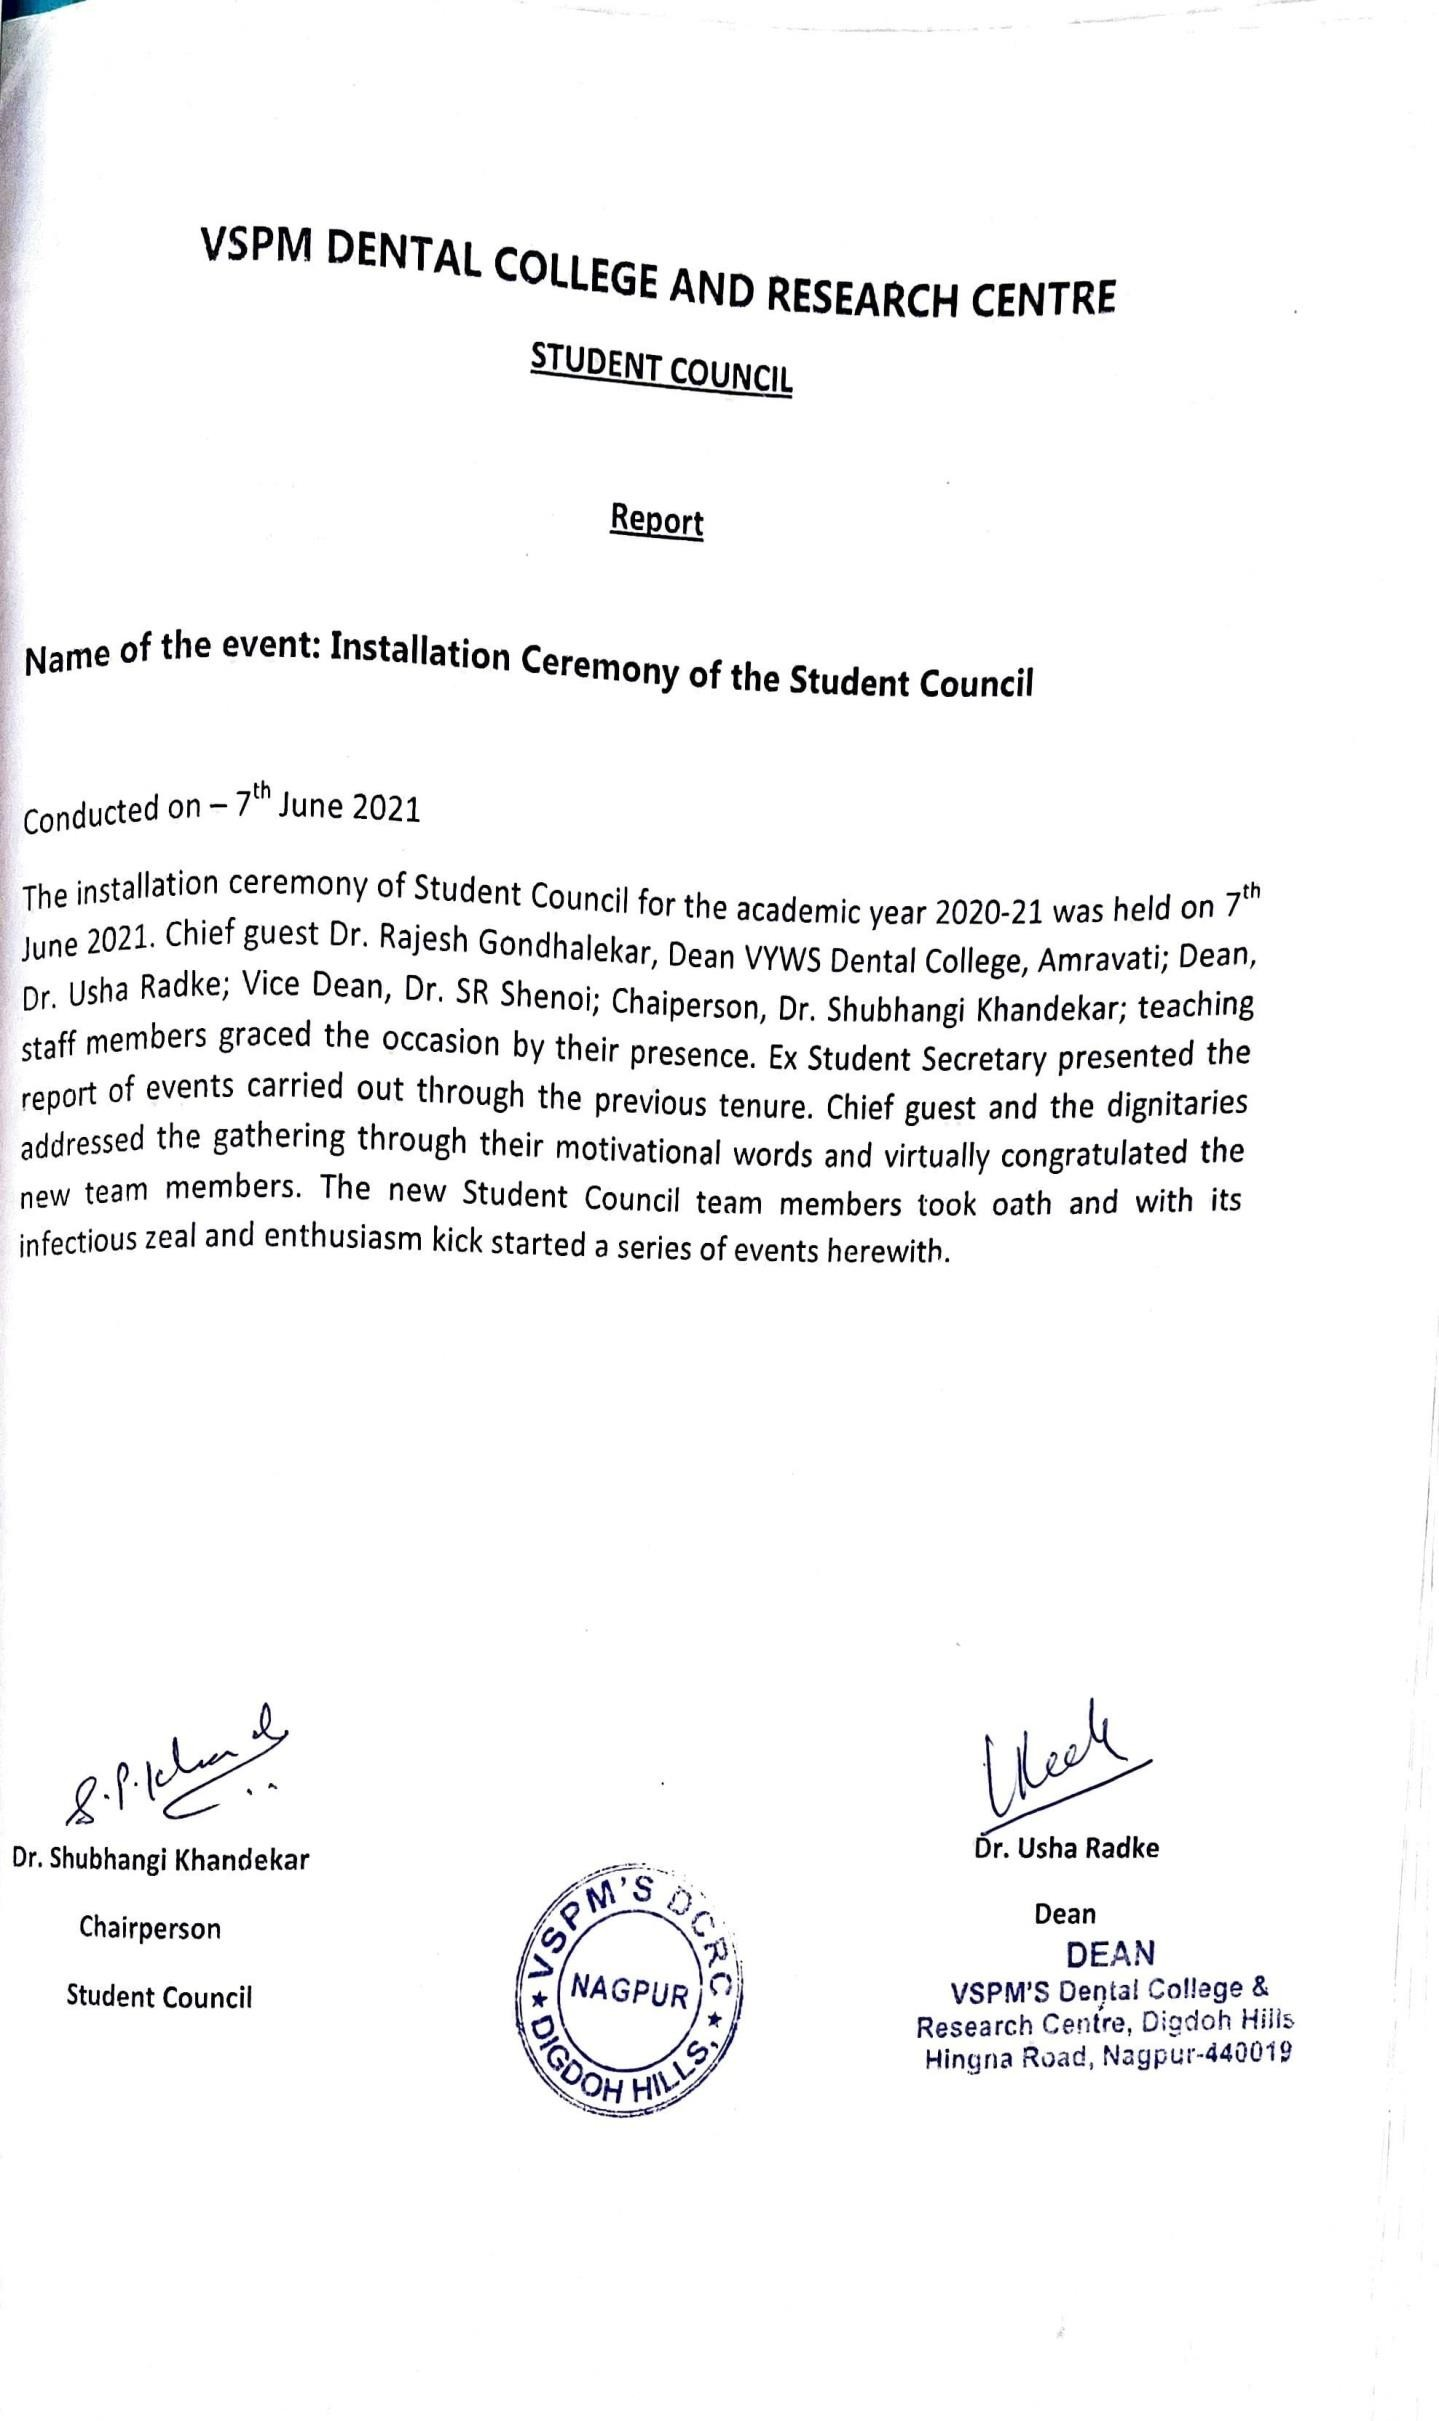 VSPM DENTAL COLLEGE AND RESEARCH CENTRE
STUDENT COUNCIL
Report
Name of the event: Installation Ceremony of the Student Council
Conducted on – 7th June 2021
The installation ceremony of Student Council for the academic year 2020-21 was held on 7th
June 2021. Chief guest Dr. Rajesh Gondhalekar, Dean VYWS Dental College, Amravati; Dean,
Dr. Usha Radke; Vice Dean, Dr. SR Shenoi; Chaiperson, Dr. Shubhangi Khandekar; teaching
staff members graced the occasion by their presence. Ex Student Secretary presented the
report of events carried out through the previous tenure. Chief guest and the dignitaries
addressed the gathering through their motivational words and virtually congratulated the
new team members. The new Student Council team members took oath and with its
infectious zeal and enthusiasm kick started a series of events herewith.
Dr. Shubhangi Khandekar
Chairperson
Student Council
VSPM'S DCRC
NAGPUR
DIGDOH HILLS,
Dr. Usha Radke
Dean
DEAN
VSPM'S Dental College &
Research Centre, Digdoh Hills
Hingna Road, Nagpur-440019